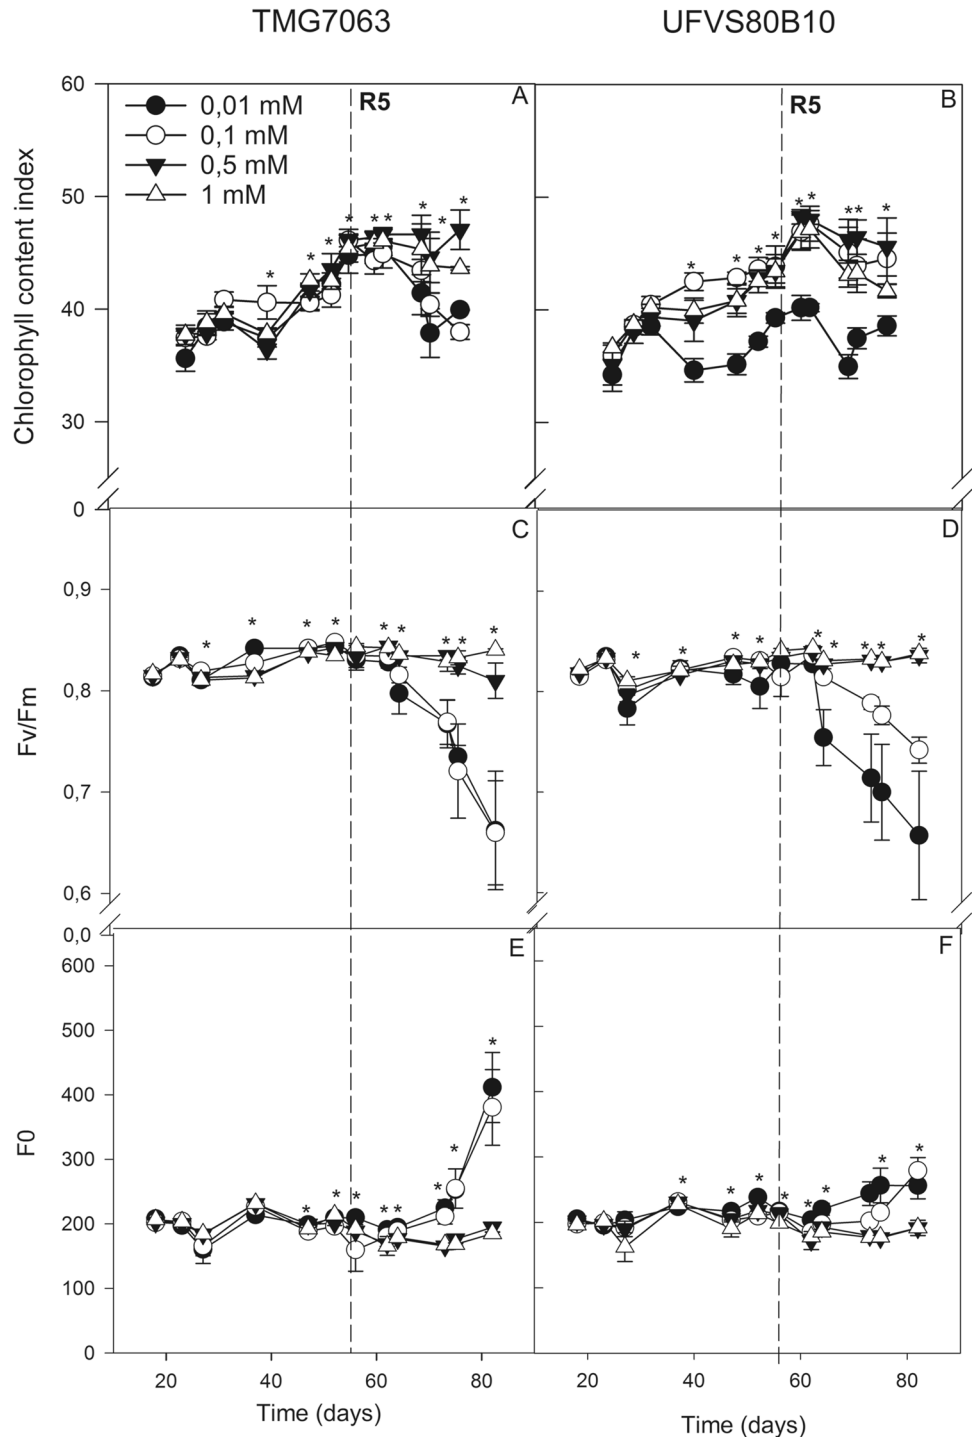 TMG7063 UFVS80B10
60 A B
R5 R5
0,01 mM
0,1 mM
0,5 mM
1 mM
50
40
30
0
Chlorophyll content index
* * * * * * * * * *
* * * * * * ** *
C D
0,9
0,8
0,7
0,6
0,0
Fv/Fm
* * * * * * * * *
* * * * * * * * *
E F
600
500
400
300
200
100
0
F0
* * * * * * * *
* * * * * * * *
20 40 60 80 20 40 60 80
Time (days) Time (days)